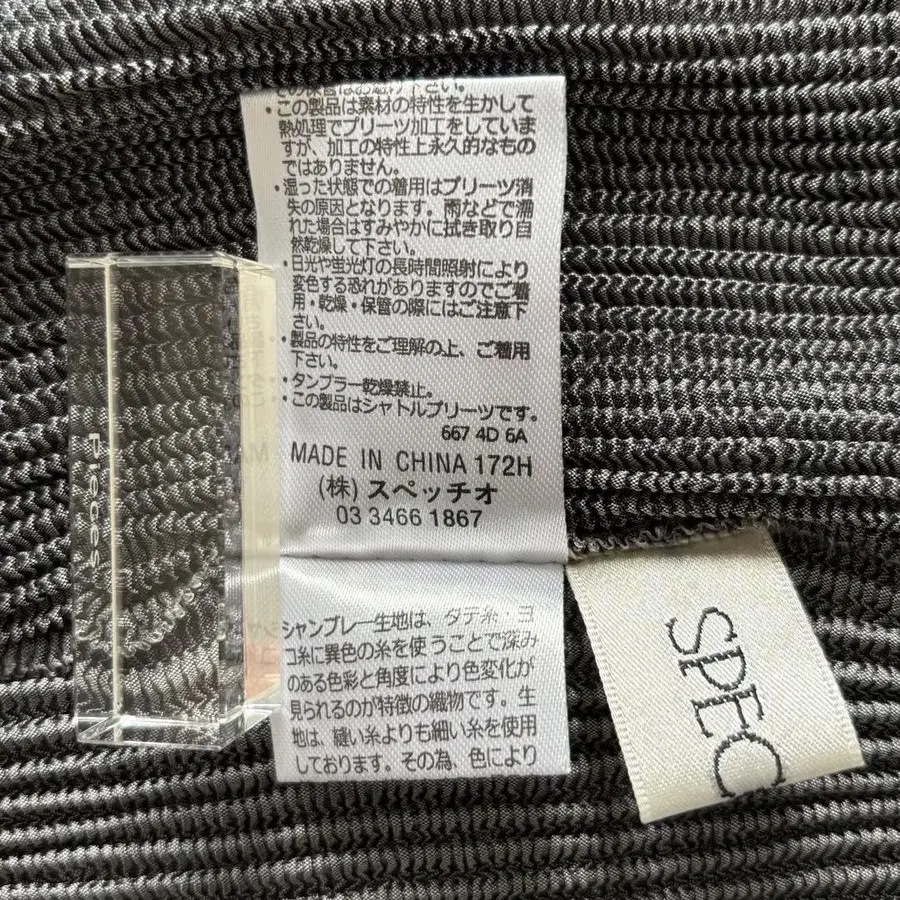 その保管はお避け下さい。
・この製品は素材の特性を生かして
熱処理でプリーツ加工をしていま
すが、加工の特性上永久的なもの
ではありません。
・湿った状態での着用はプリーツ消
失の原因となります。雨などで濡
れた場合はすみやかに拭き取り自
然乾燥して下さい。
・日光や蛍光灯の長時間照射により
変色する恐れがありますのでご着
用・乾燥・保管の際にはご注意下
さい。
・製品の特性をご理解の上、ご着用
下さい。
・タンブラー乾燥禁止。
・この製品はシャトルプリーツです。
667 4D 6A
MADE IN CHINA 172H
(株) スペッチオ
03 3466 1867
シャンブレー生地は、タテ糸・ヨ
コ糸に異色の糸を使うことで深み
のある色彩と角度により色変化が
見られるのが特徴の織物です。生
地は、縫い糸よりも細い糸を使用
しております。その為、色により
Pieces
SPEC